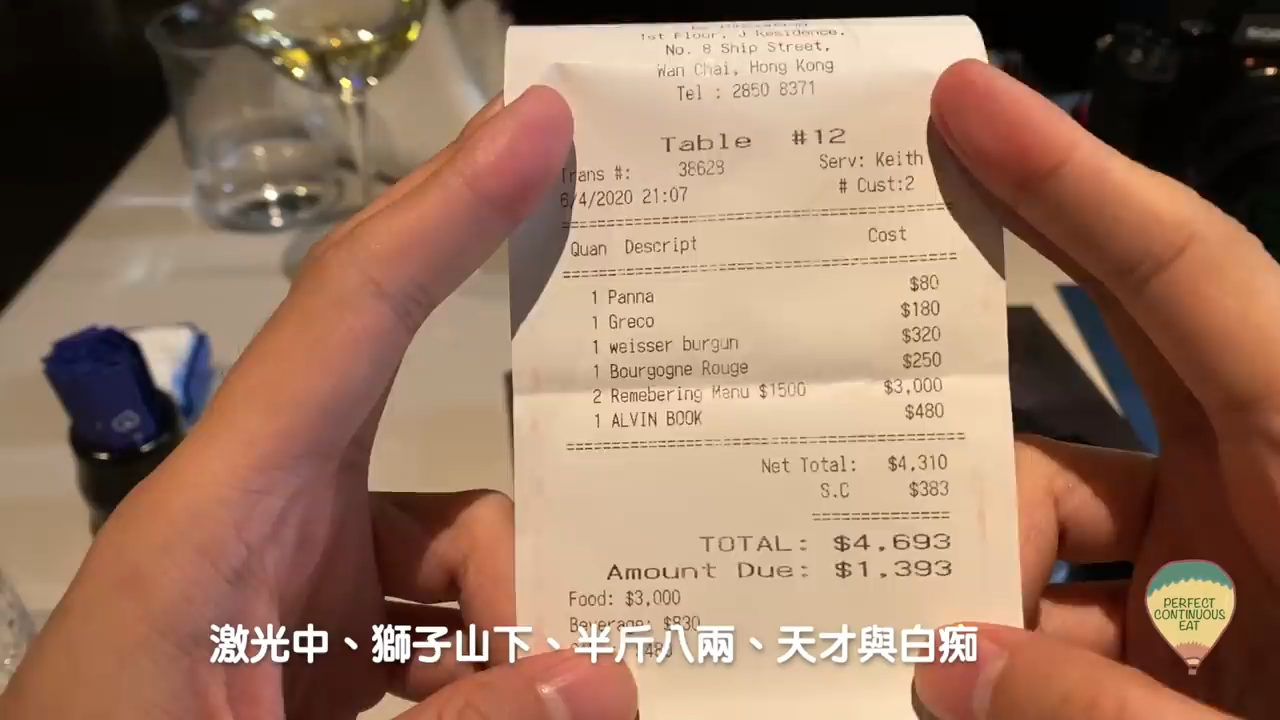 1st Floor, J Residence.
No. 8 Ship Street,
Wan Chai, Hong Kong
Tel : 2850 8371
Table #12
Trans #: 38628 Serv: Keith
6/4/2020 21:07 # Cust:2
Quan Descript Cost
1 Panna $80
1 Greco $180
1 weisser burgun $320
1 Bourgogne Rouge $250
2 Remebering Menu $1500 $3,000
1 ALVIN BOOK $480
Net Total: $4,310
S.C $383
TOTAL: $4,693
Amount Due: $1,393
Food: $3,000
Beverage: $830
激光中、獅子山下、半斤八兩、天才與白痴
PERFECT
CONTINUOUS
EAT